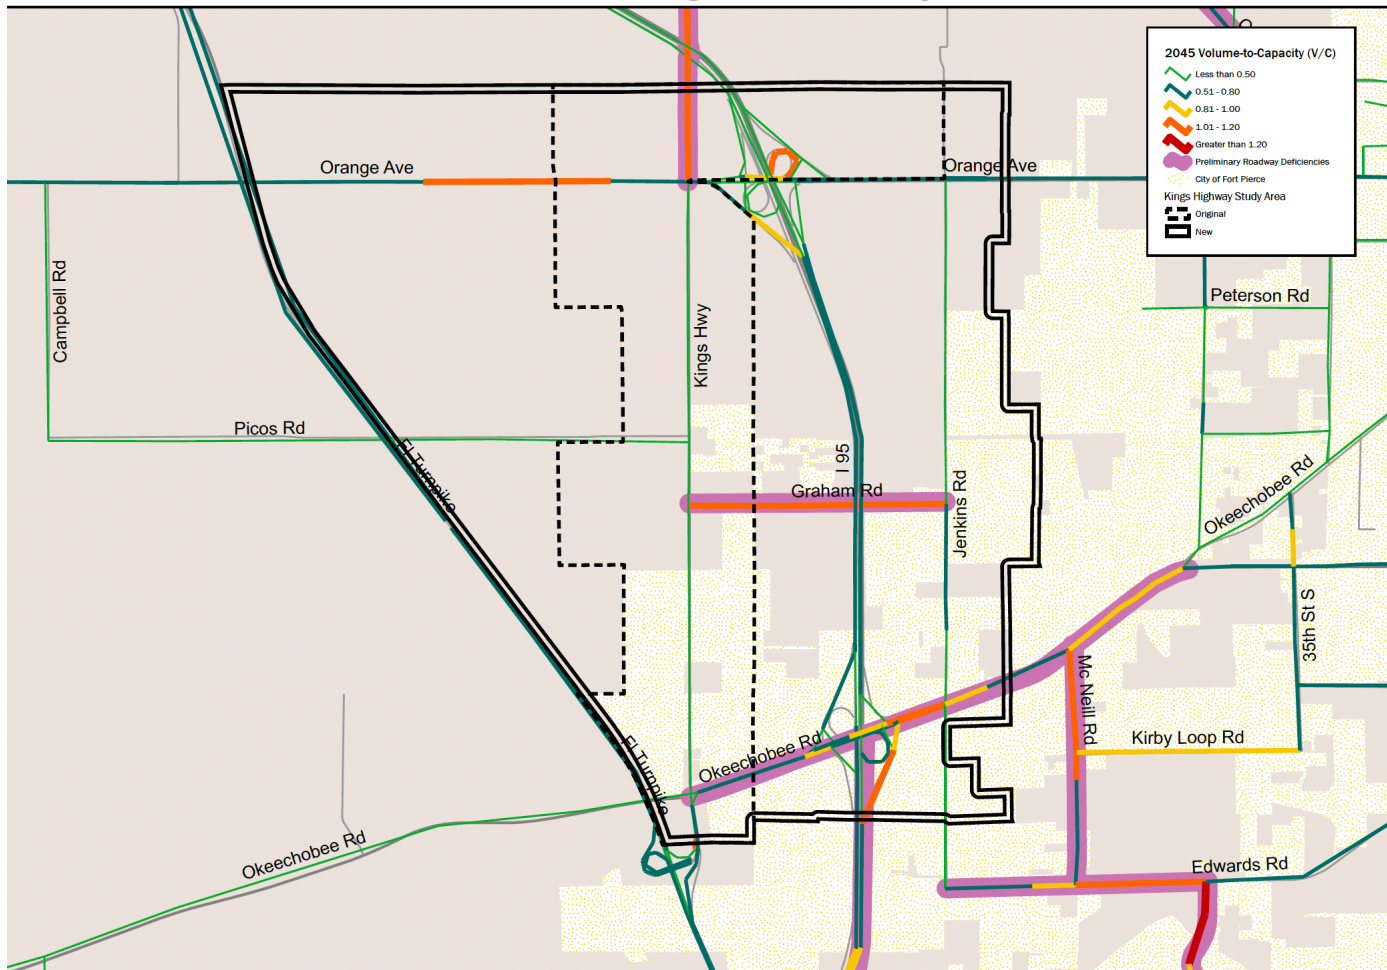 2045 Volume-to-Capacity (V/C)
Less than 0.50
0.51 - 0.80
0.81 - 1.00
1.01 - 1.20
Greater than 1.20
Preliminary Roadway Deficiencies
City of Fort Pierce
Kings Highway Study Area
Original
New
Orange Ave
Orange Ave
Campbell Rd
Kings Hwy
Peterson Rd
Picos Rd
Fl Turnpike
I 95
Graham Rd
Jenkins Rd
Okeechobee Rd
35th St S
Mc Neill Rd
Kirby Loop Rd
Okeechobee Rd
Fl Turnpike
Okeechobee Rd
Edwards Rd